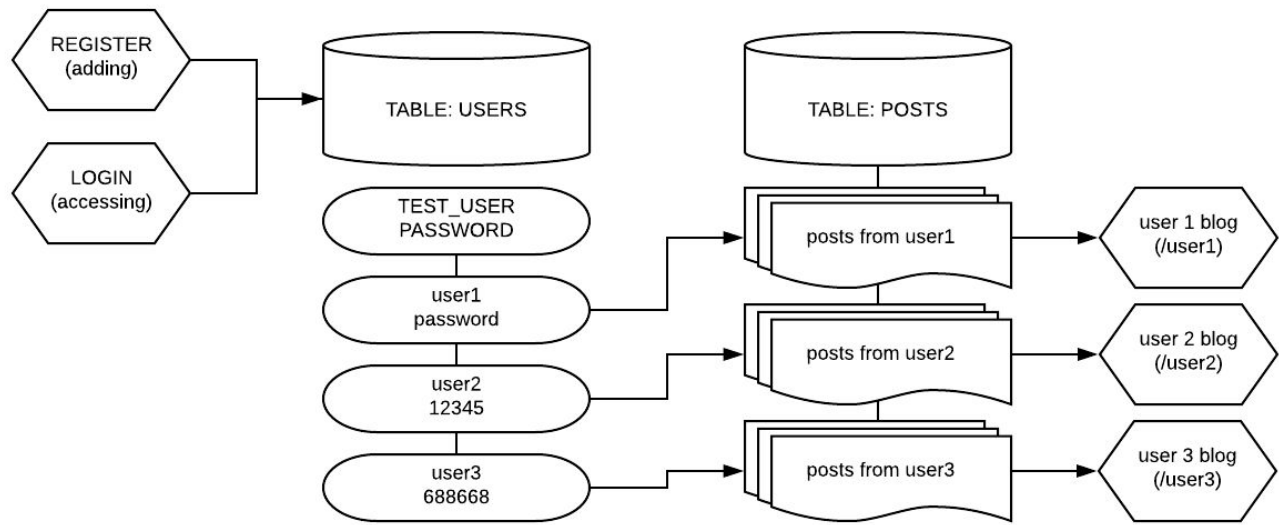 REGISTER
(adding)
LOGIN
(accessing)
TABLE: USERS
TEST_USER
PASSWORD
user1
password
user2
12345
user3
688668
TABLE: POSTS
posts from user1
posts from user2
posts from user3
user 1 blog
(/user1)
user 2 blog
(/user2)
user 3 blog
(/user3)